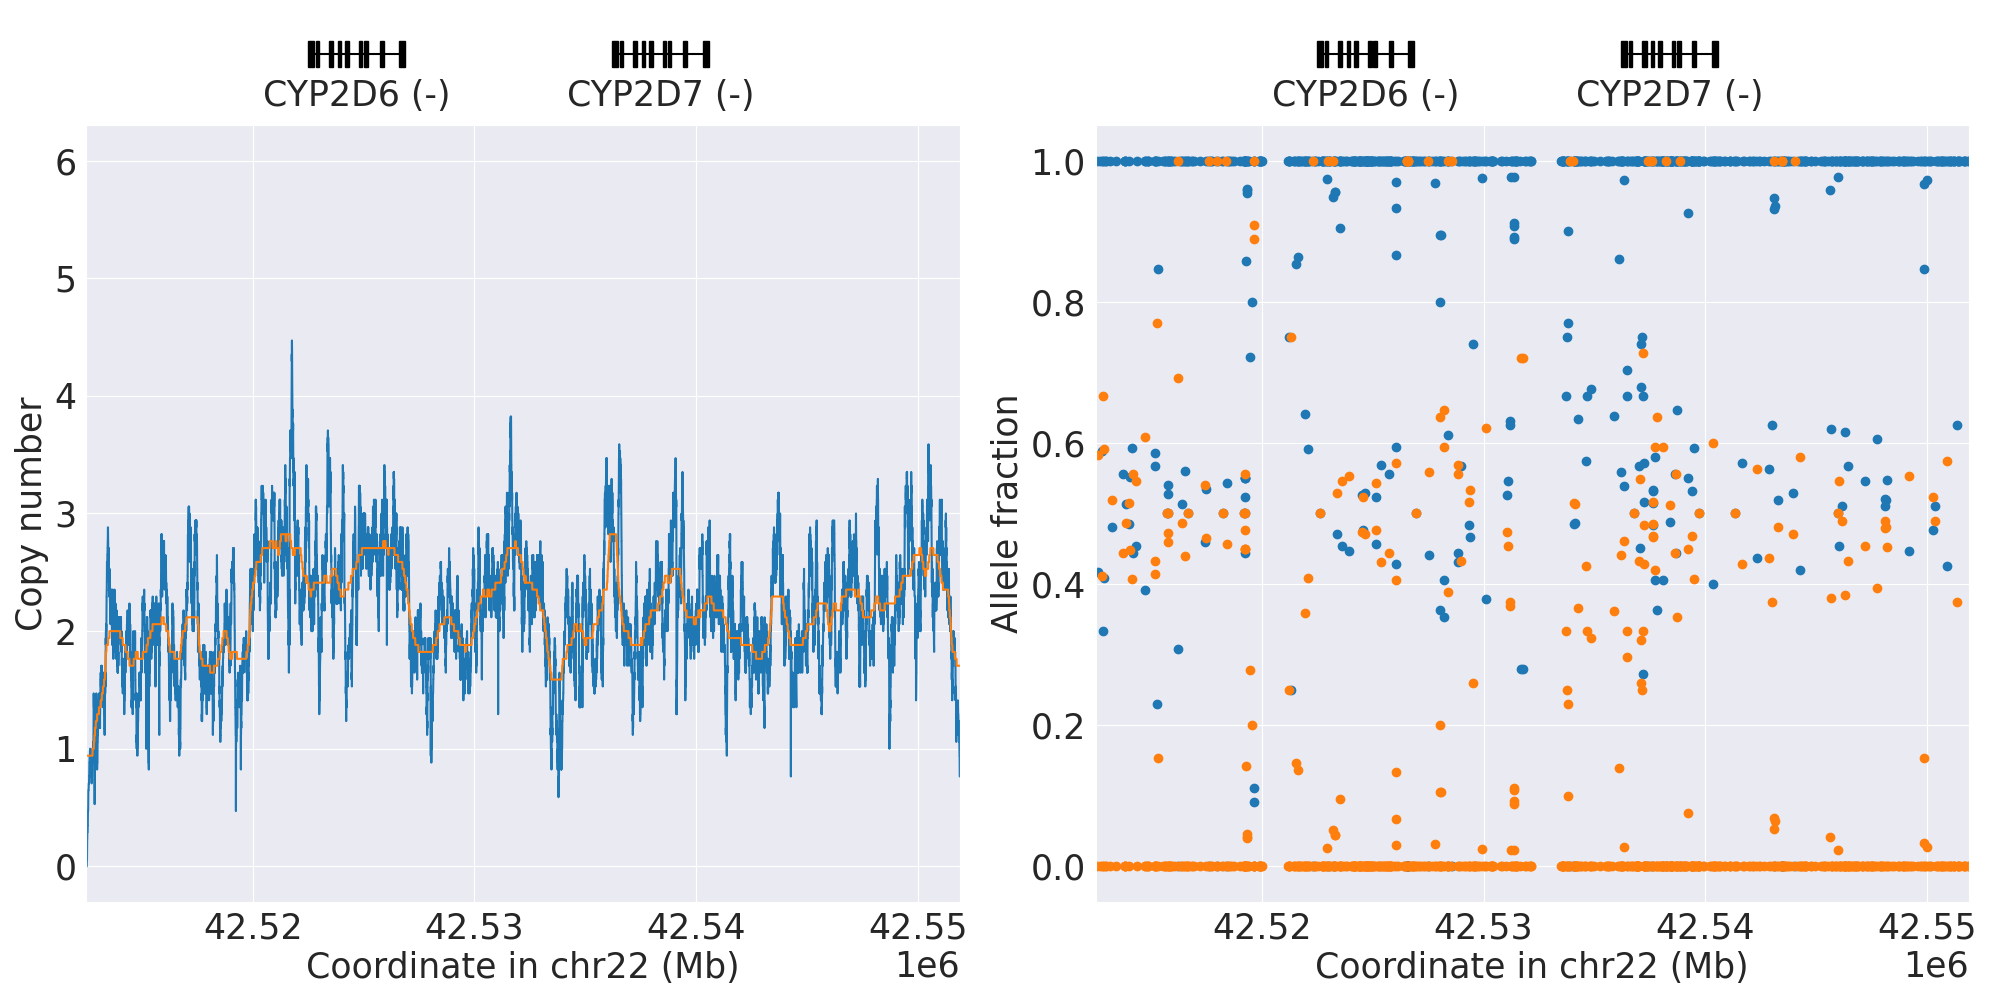 CYP2D6 (-)
CYP2D7 (-)
6
5
4
3
2
1
0
Copy number
42.52
42.53
42.54
42.55
Coordinate in chr22 (Mb)
1e6
CYP2D6 (-)
CYP2D7 (-)
1.0
0.8
0.6
0.4
0.2
0.0
Allele fraction
42.52
42.53
42.54
42.55
Coordinate in chr22 (Mb)
1e6